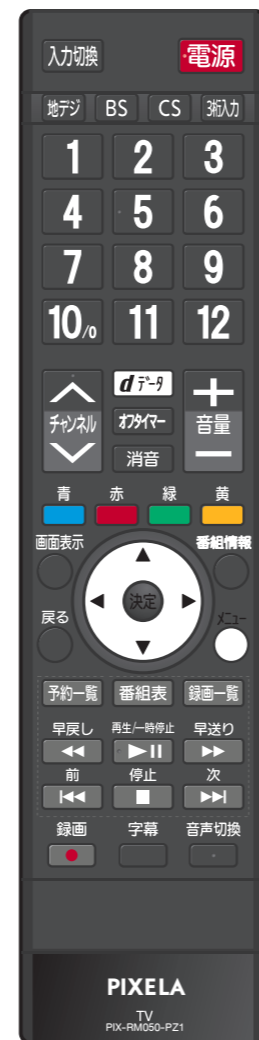 入力切換 電源
地デジ BS CS 3桁入力
1 2 3
4 5 6
7 8 9
10/0 11 12
dデータ
チャンネル オフタイマー 音量
消音
青 赤 緑 黄
画面表示 番組情報
決定
戻る メニュー
予約一覧 番組表 録画一覧
早戻し 再生/一時停止 早送り
前 停止 次
録画 字幕 音声切換
PIXELA
TV
PIX-RM050-PZ1